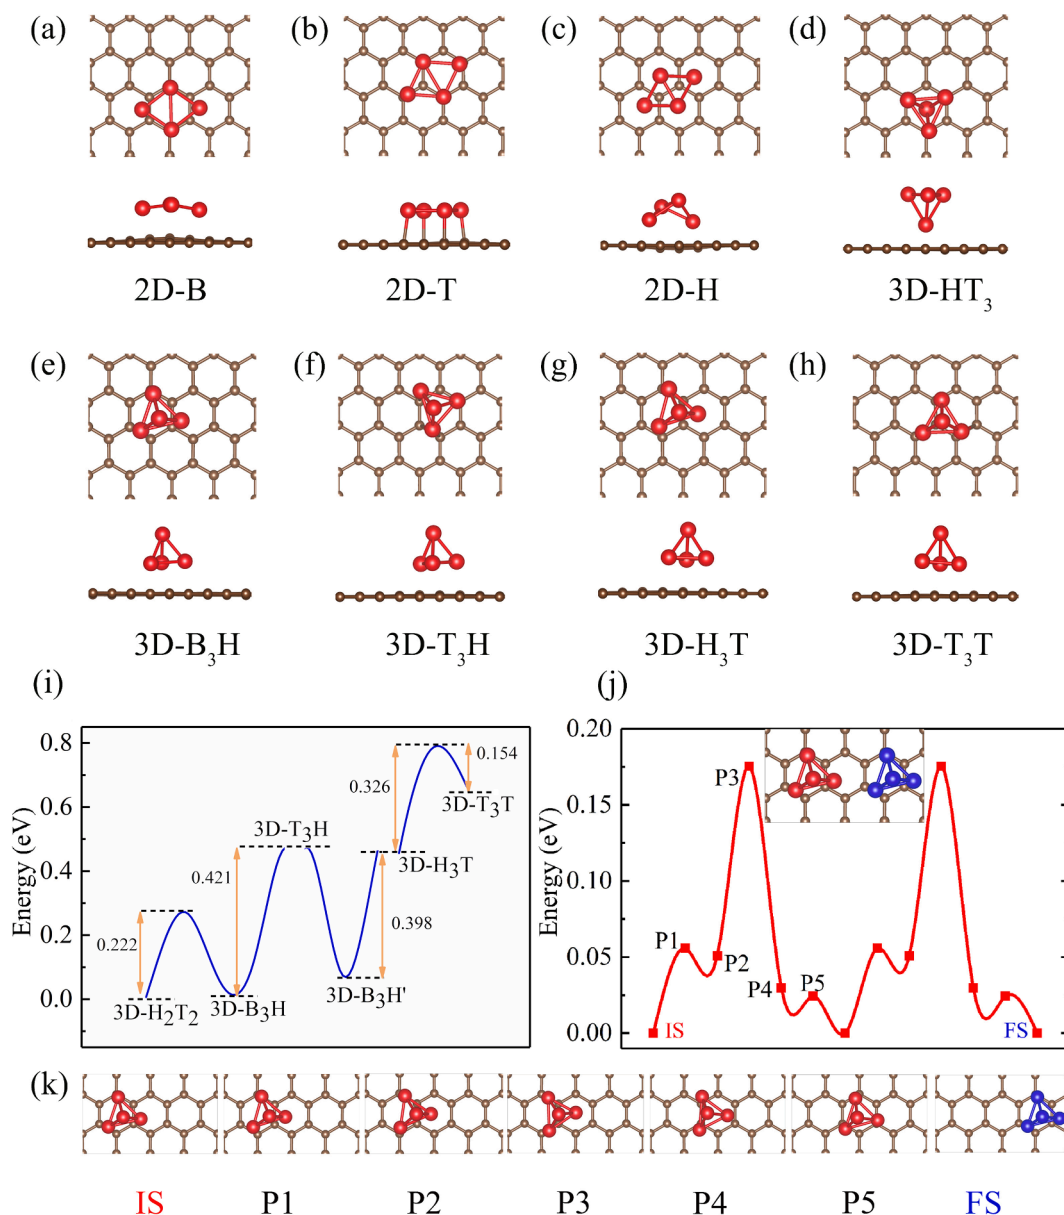 (a) (b) (c) (d)
2D-B 2D-T 2D-H 3D-HT₃
(e) (f) (g) (h)
3D-B₃H 3D-T₃H 3D-H₃T 3D-T₃T
(i)
Energy (eV)
0.8
0.6
0.4
0.2
0.0
0.222
3D-H₂T₂
0.421
3D-B₃H
3D-T₃H
3D-B₃H'
0.398
0.326
3D-H₃T
0.154
3D-T₃T
(j)
Energy (eV)
0.20
0.15
0.10
0.05
0.00
IS
P1
P2
P3
P4
P5
FS
(k)
IS P1 P2 P3 P4 P5 FS